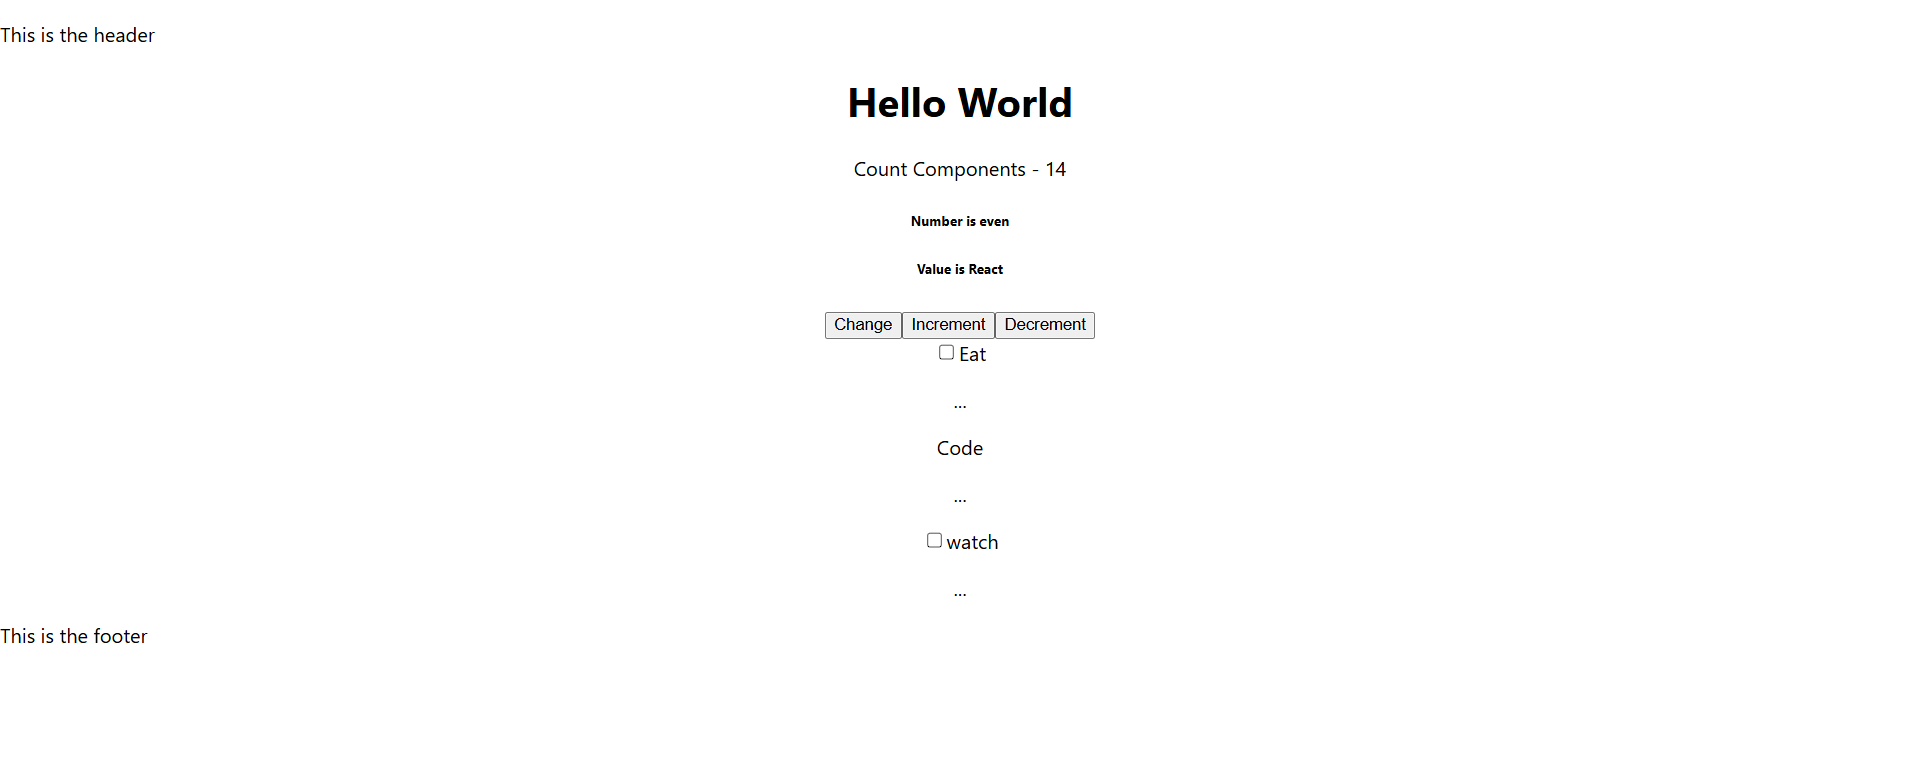 This is the header
Hello World
Count Components - 14
Number is even
Value is React
Change Increment Decrement
Eat
...
Code
...
watch
...
This is the footer